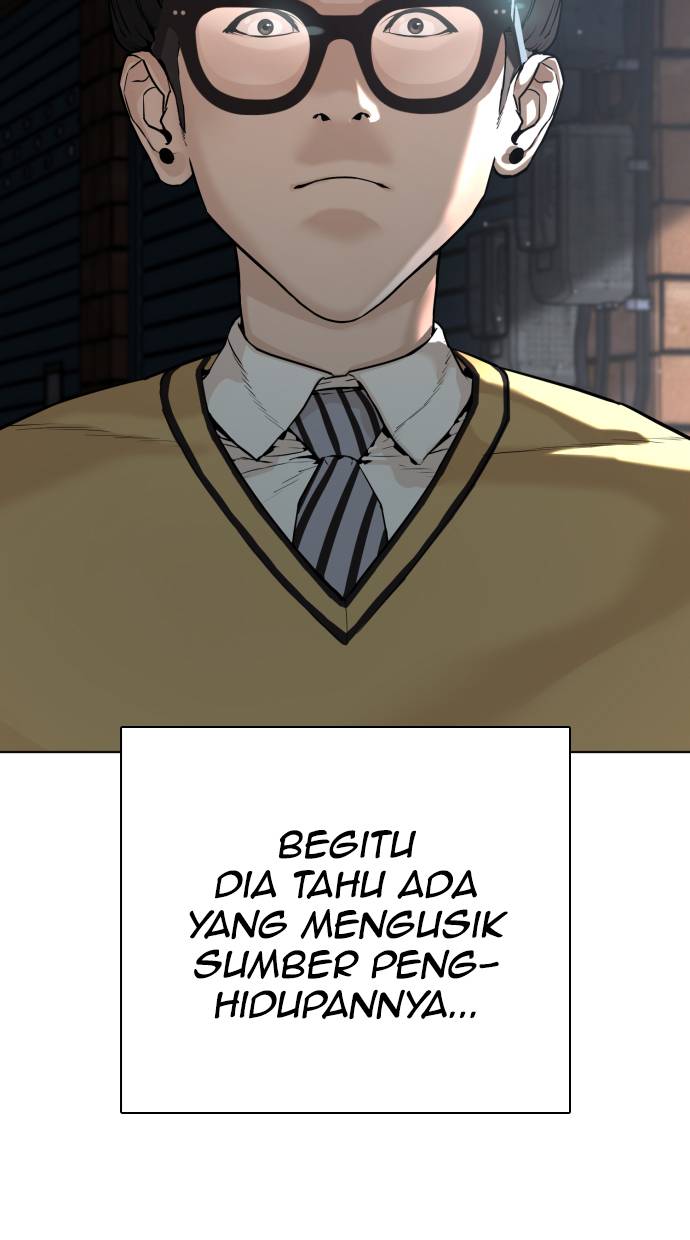 BEGITU
DIA TAHU ADA
YANG MENGUSIK
SUMBER PENG-
HIDUPANNYA...